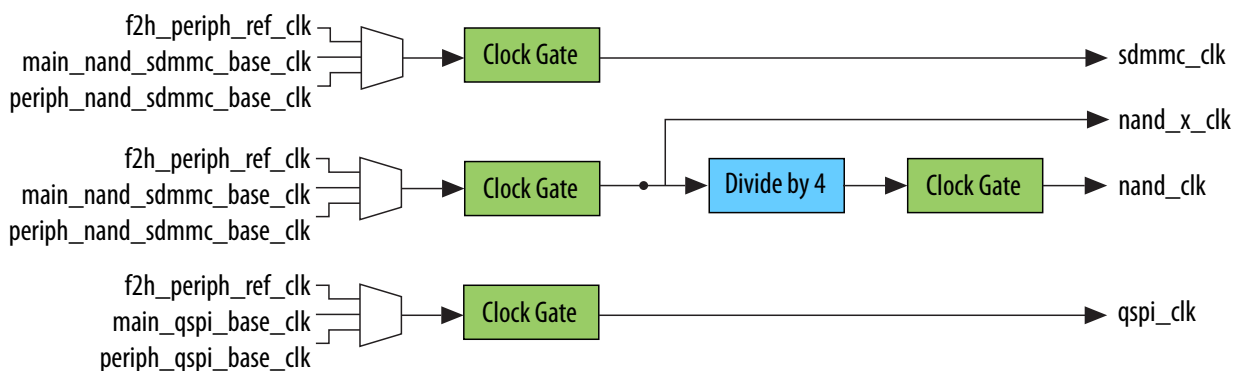 f2h_periph_ref_clk
main_nand_sdmmc_base_clk
periph_nand_sdmmc_base_clk
Clock Gate
sdmmc_clk
nand_x_clk
f2h_periph_ref_clk
main_nand_sdmmc_base_clk
periph_nand_sdmmc_base_clk
Clock Gate
Divide by 4
Clock Gate
nand_clk
f2h_periph_ref_clk
main_qspi_base_clk
periph_qspi_base_clk
Clock Gate
qspi_clk